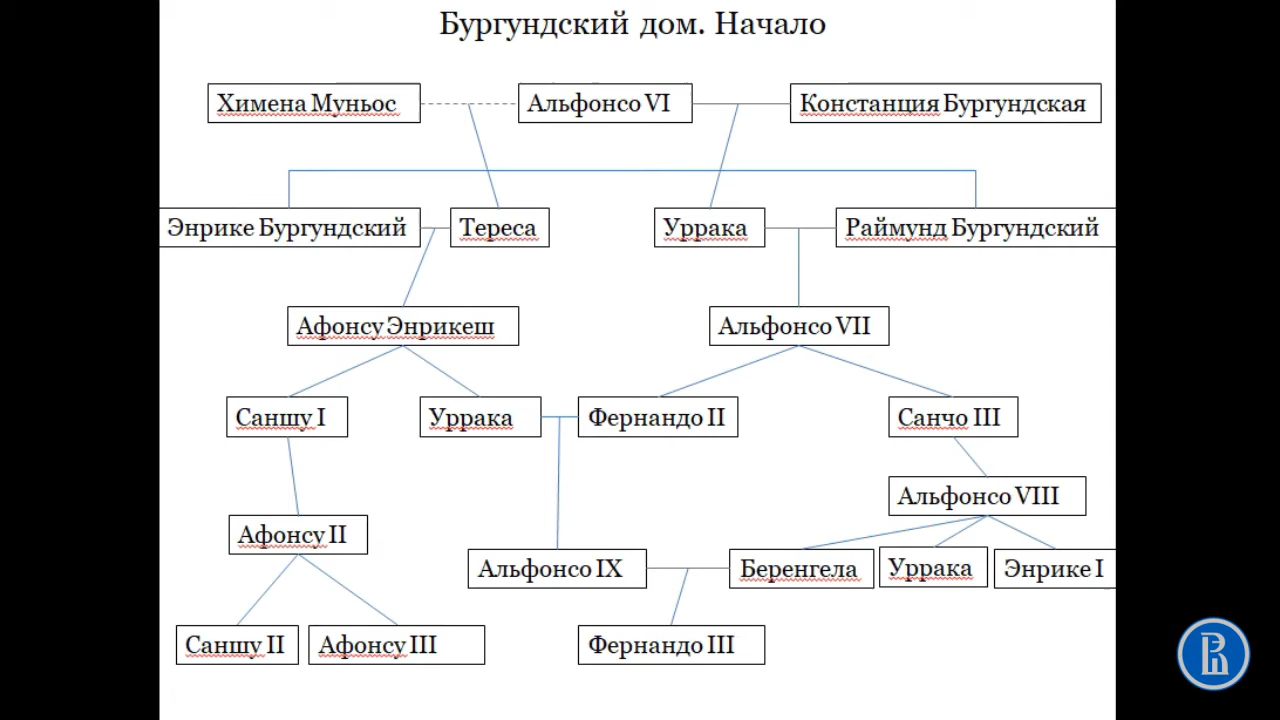 Бургундский дом. Начало
Химена Муньос
Альфонсо VI
Констанция Бургундская
Энрике Бургундский
Тереса
Уррака
Раймунд Бургундский
Афонсу Энрикеш
Альфонсо VII
Саншу I
Уррака
Фернандо II
Санчо III
Альфонсо VIII
Афонсу II
Альфонсо IX
Беренгела
Уррака
Энрике I
Саншу II
Афонсу III
Фернандо III